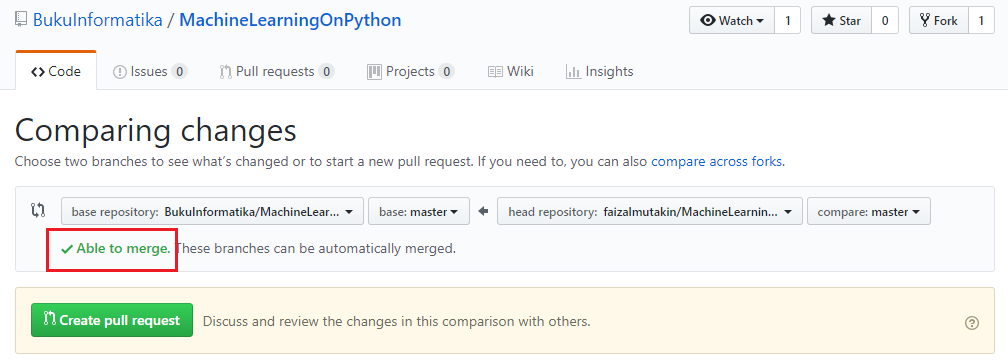 BukuInformatika / MachineLearningOnPython
Watch 1 Star 0 Fork 1
Code Issues 0 Pull requests 0 Projects 0 Wiki Insights
Comparing changes
Choose two branches to see what’s changed or to start a new pull request. If you need to, you can also compare across forks.
base repository: BukuInformatika/MachineLear... base: master head repository: faizalmutakin/MachineLearnin... compare: master
Able to merge. These branches can be automatically merged.
Create pull request Discuss and review the changes in this comparison with others.